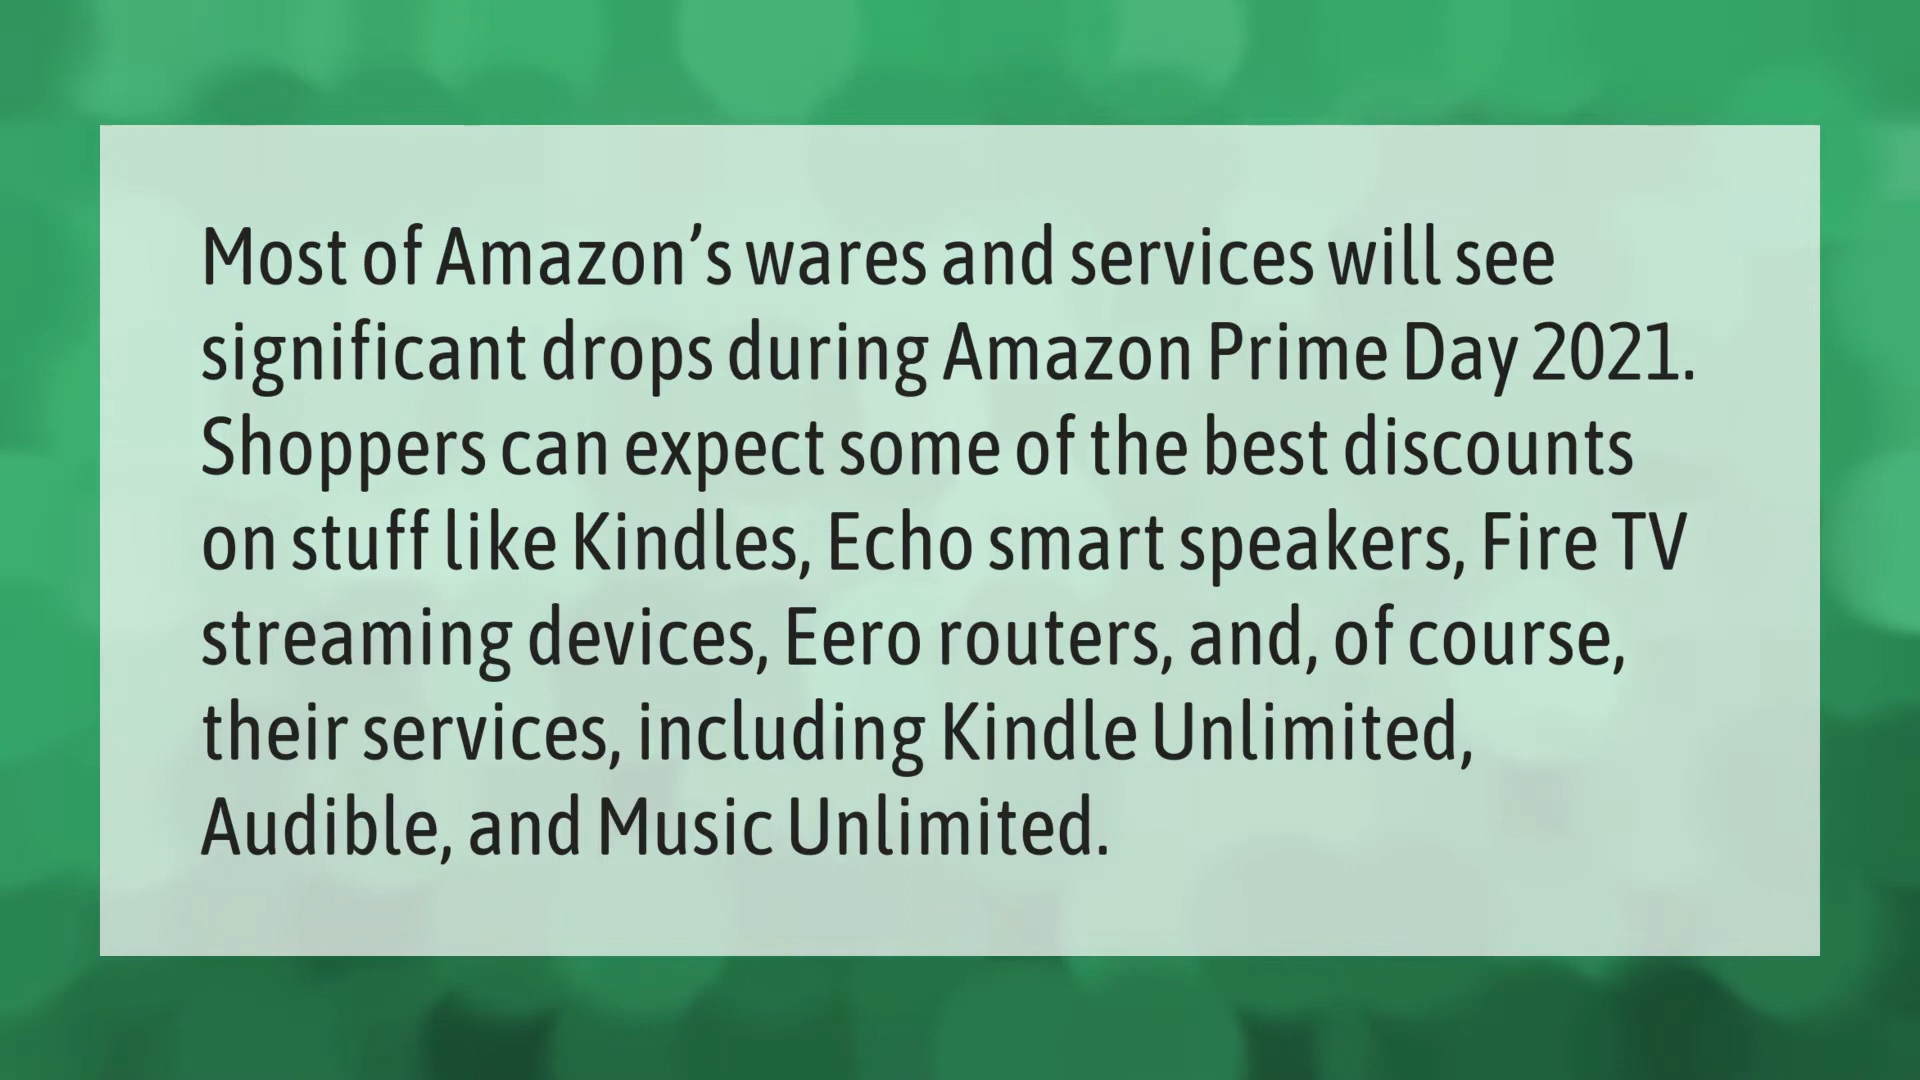 Most of Amazon’s wares and services will see
significant drops during Amazon Prime Day 2021.
Shoppers can expect some of the best discounts
on stuff like Kindles, Echo smart speakers, Fire TV
streaming devices, Eero routers, and, of course,
their services, including Kindle Unlimited,
Audible, and Music Unlimited.